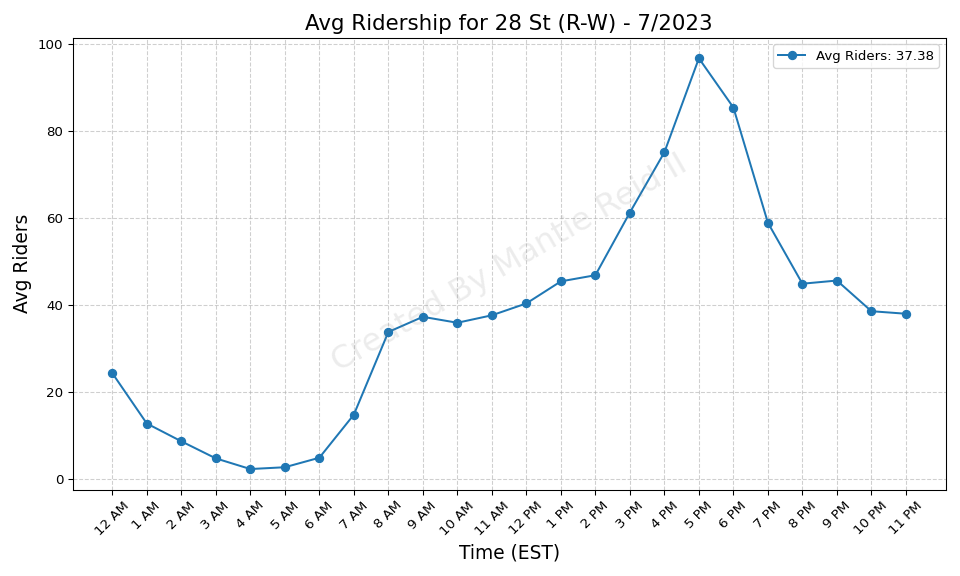 Avg Ridership for 28 St (R-W) - 7/2023
Avg Riders: 37.38
100
80
60
40
20
0
Avg Riders
Created By Mantle Reid II
12 AM
1 AM
2 AM
3 AM
4 AM
5 AM
6 AM
7 AM
8 AM
9 AM
10 AM
11 AM
12 PM
1 PM
2 PM
3 PM
4 PM
5 PM
6 PM
7 PM
8 PM
9 PM
10 PM
11 PM
Time (EST)